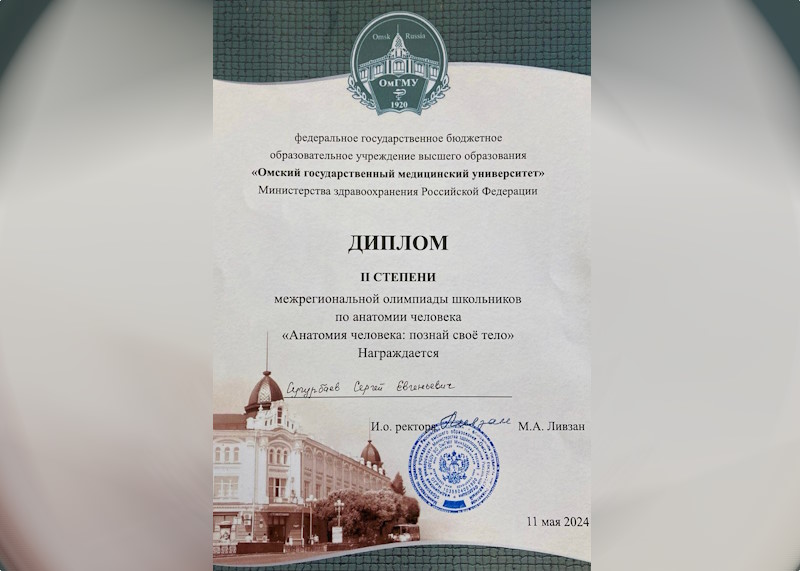 Omsk Russia
ОмГМУ
1920
федеральное государственное бюджетное
образовательное учреждение высшего образования
«Омский государственный медицинский университет»
Министерства здравоохранения Российской Федерации
ДИПЛОМ
II СТЕПЕНИ
межрегиональной олимпиады школьников
по анатомии человека
«Анатомия человека: познай своё тело»
Награждается
Сергей Евгеньевич
И.о. ректора М.А. Ливзан
11 мая 2024